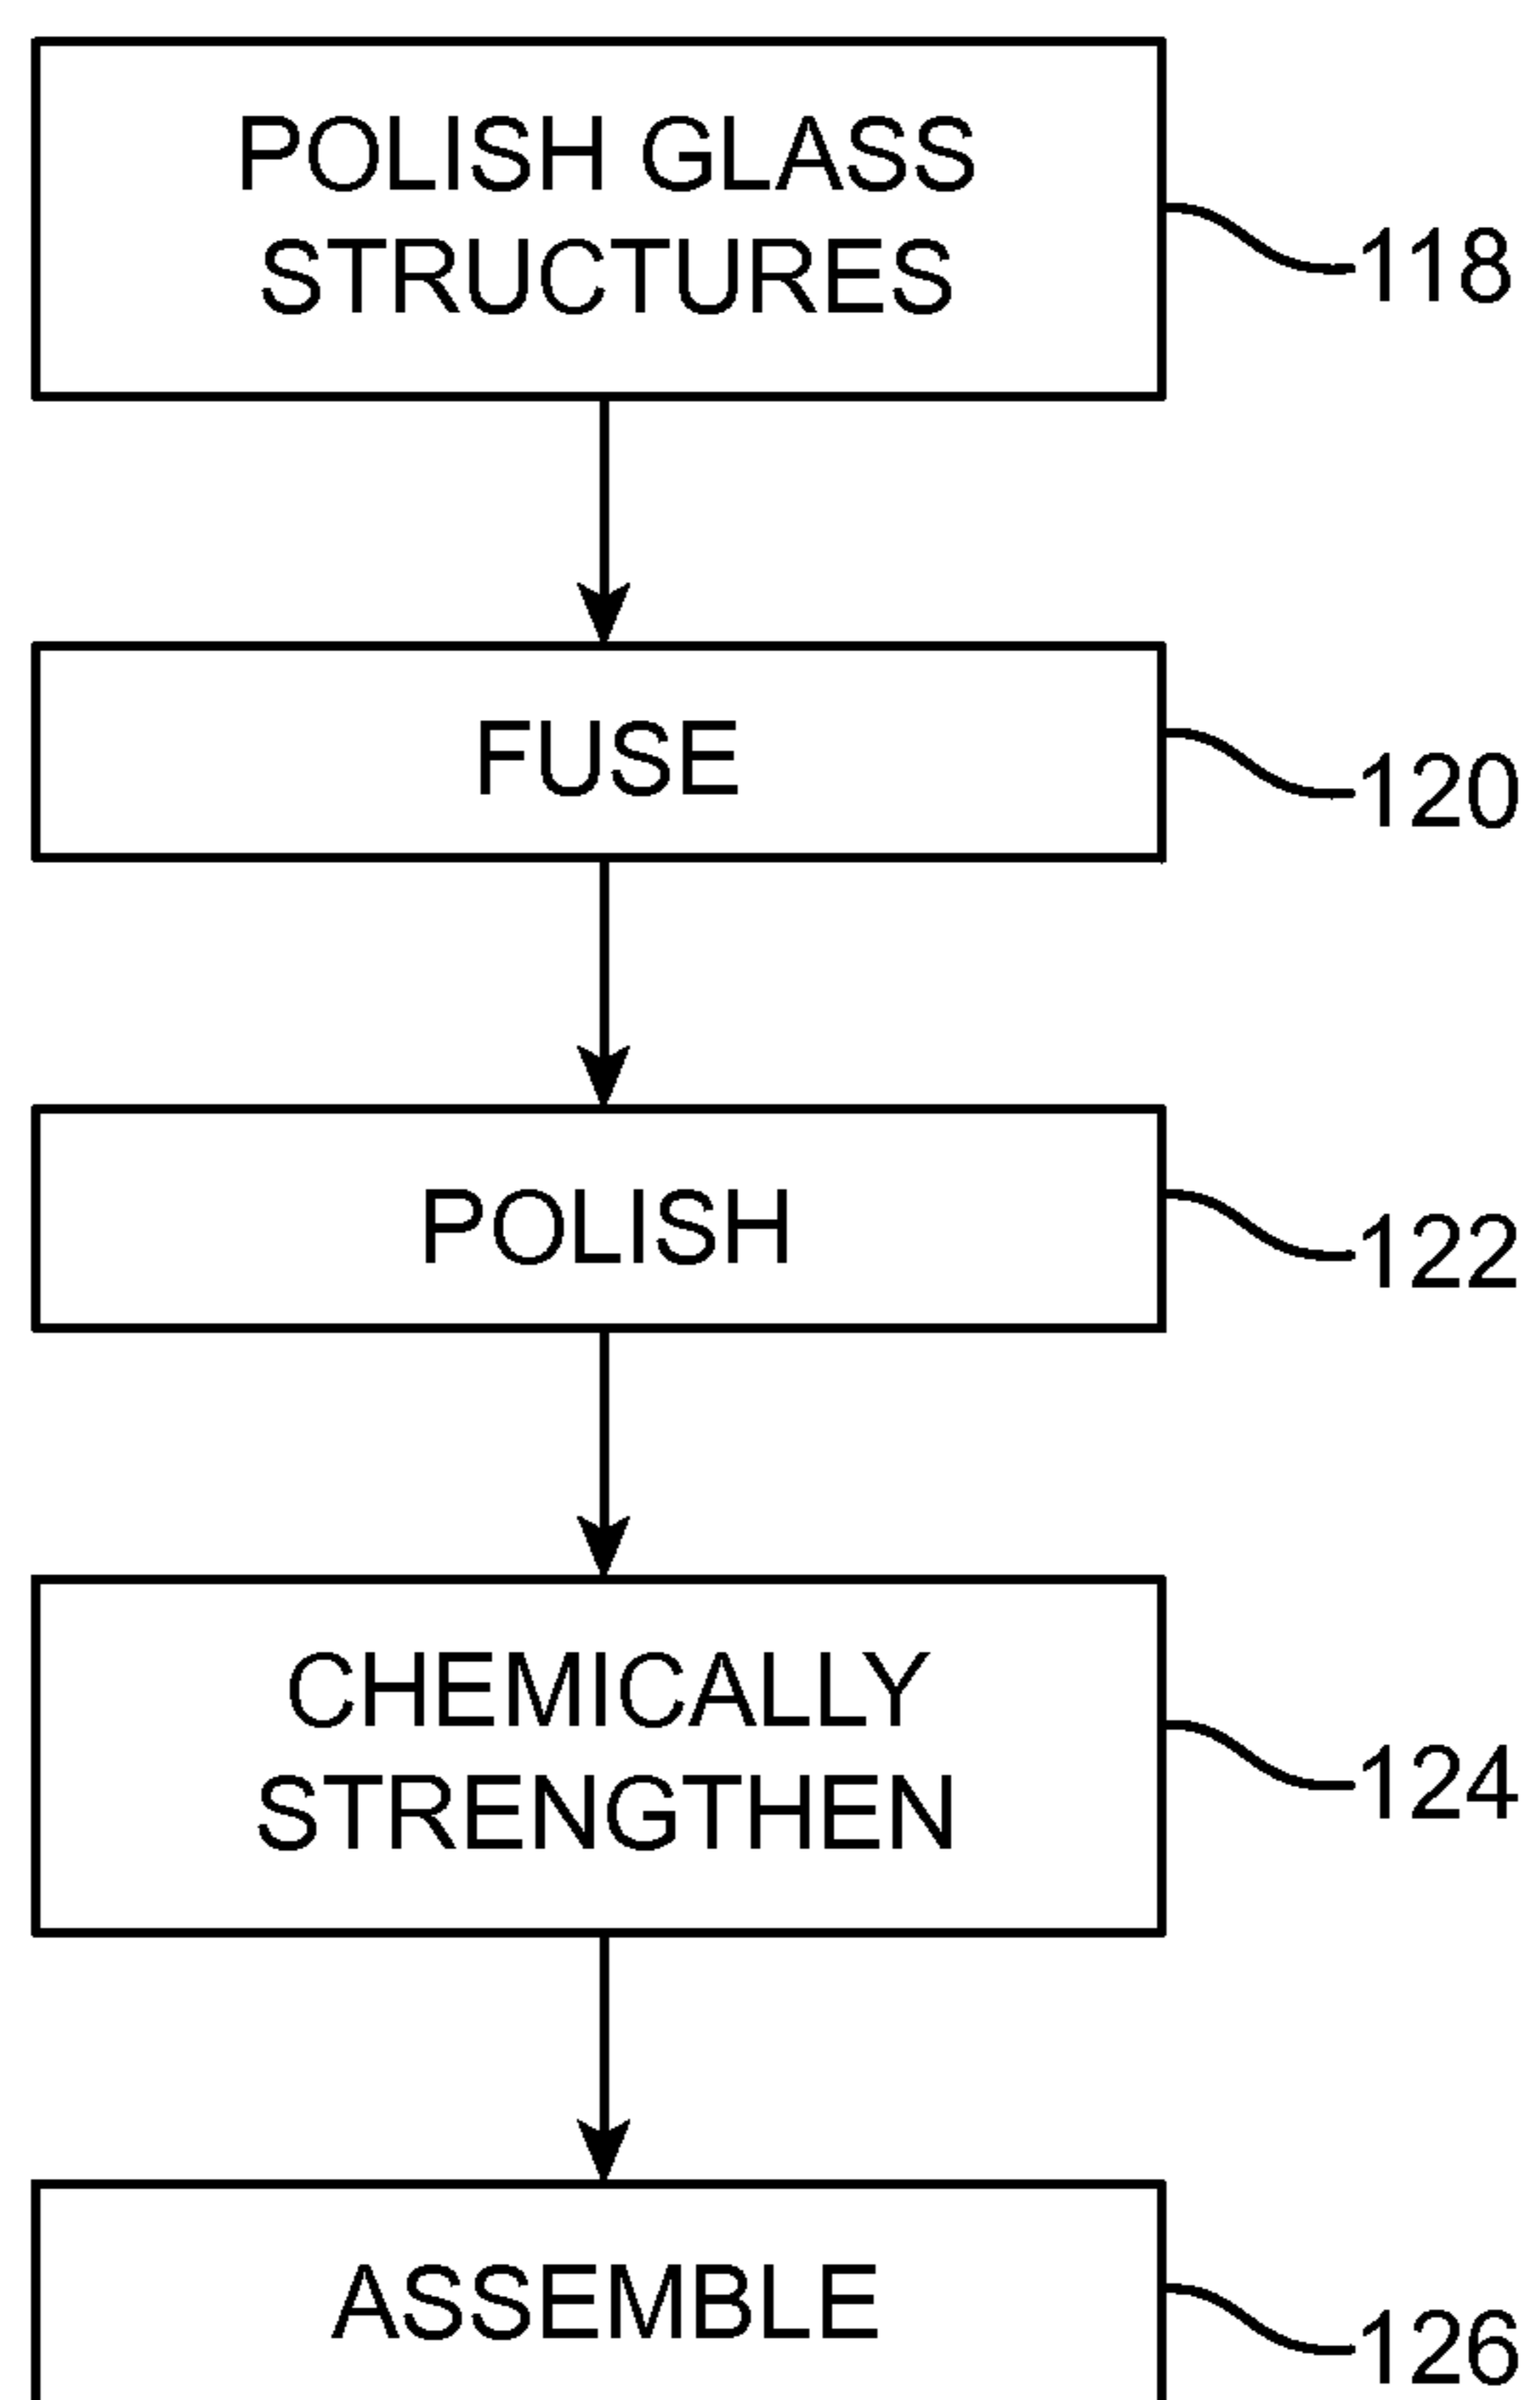 POLISH GLASS
STRUCTURES
118
FUSE
120
POLISH
122
CHEMICALLY
STRENGTHEN
124
ASSEMBLE
126